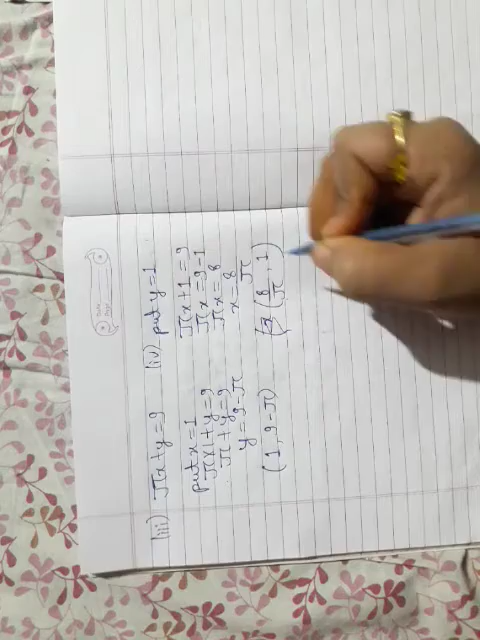 (iii) πx+y=9
put x=1
πx+y=9
π+y=9
y=9-π
(1, 9-π)
(iv) put y=1
πx+1=9
πx=9-1
πx=8
x=8/π
(8/π, 1)